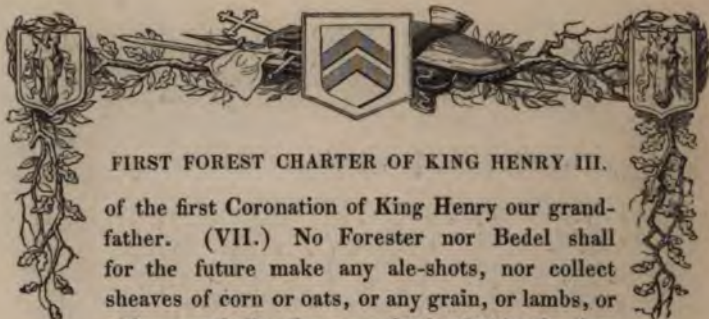 FIRST FOREST CHARTER OF KING HENRY III.
of the first Coronation of King Henry our grand-
father. (VII.) No Forester nor Bedel shall
for the future make any ale-shots, nor collect
sheaves of corn or oats, or any grain, or lambs, or